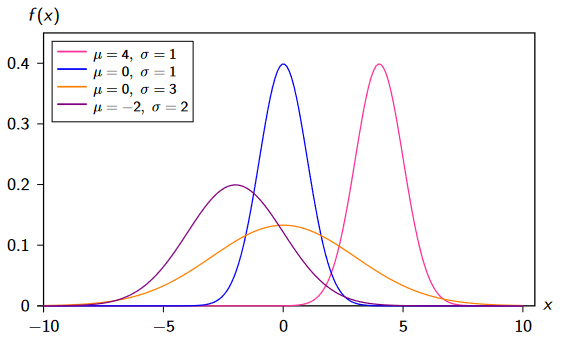 f(x)
μ = 4, σ = 1
μ = 0, σ = 1
μ = 0, σ = 3
μ = −2, σ = 2
0.4
0.3
0.2
0.1
0
x
−10 −5 0 5 10